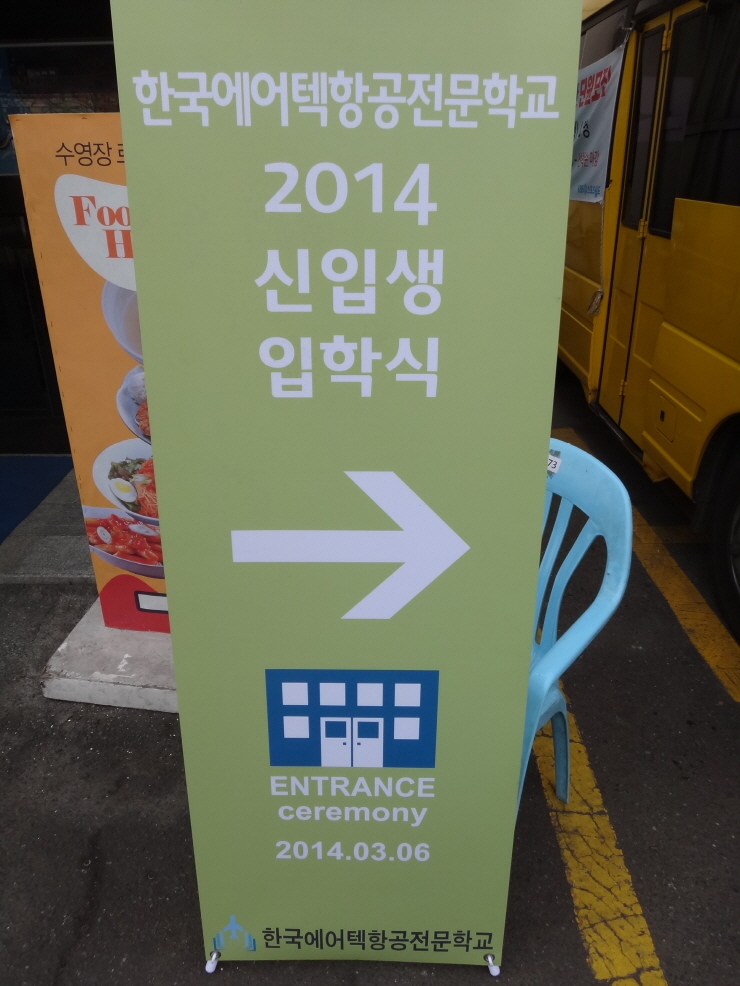 한국에어텍항공전문학교
2014
신입생
입학식
ENTRANCE
ceremony
2014.03.06
한국에어텍항공전문학교
수영장
Foo
H
73